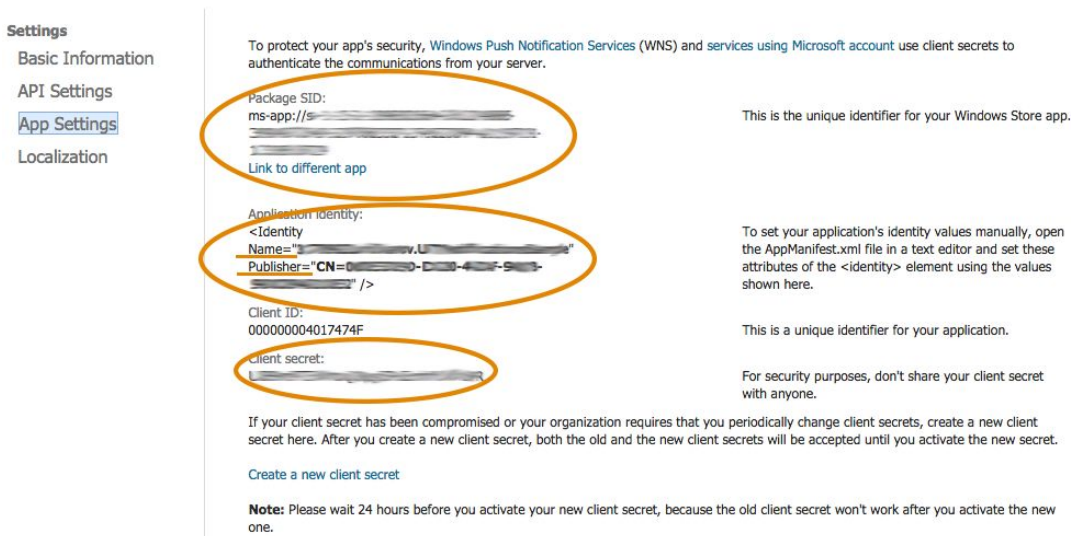 Settings
Basic Information
API Settings
App Settings
Localization
To protect your app's security, Windows Push Notification Services (WNS) and services using Microsoft account use client secrets to
authenticate the communications from your server.
Package SID:
ms-app://s-
This is the unique identifier for your Windows Store app.
Link to different app
Application identity:
<Identity
Name="
Publisher="CN=
" />
To set your application's identity values manually, open
the AppManifest.xml file in a text editor and set these
attributes of the <identity> element using the values
shown here.
Client ID:
000000004017474F
This is a unique identifier for your application.
Client secret:
For security purposes, don't share your client secret
with anyone.
If your client secret has been compromised or your organization requires that you periodically change client secrets, create a new client
secret here. After you create a new client secret, both the old and the new client secrets will be accepted until you activate the new secret.
Create a new client secret
Note: Please wait 24 hours before you activate your new client secret, because the old client secret won't work after you activate the new
one.